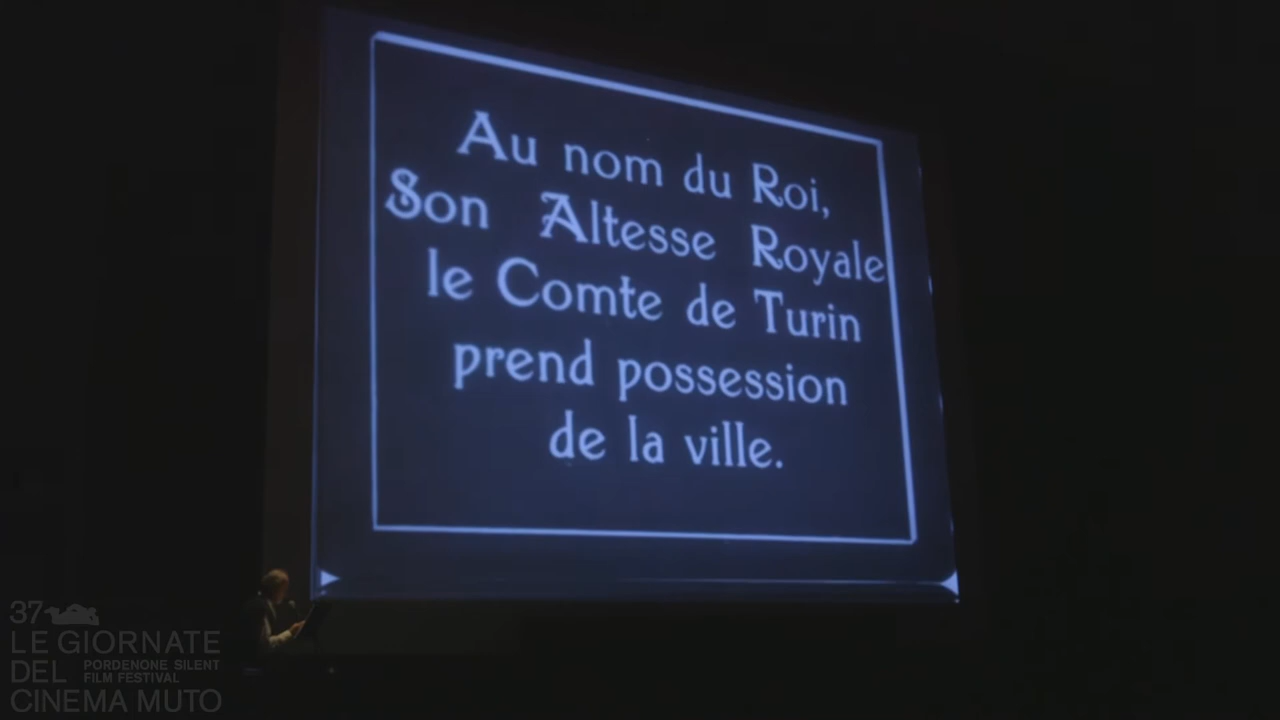 Au nom du Roi,
Son Altesse Royale
le Comte de Turin
prend possession
de la ville.
37
LE GIORNATE
DEL PORDENONE SILENT FILM FESTIVAL
CINEMA MUTO